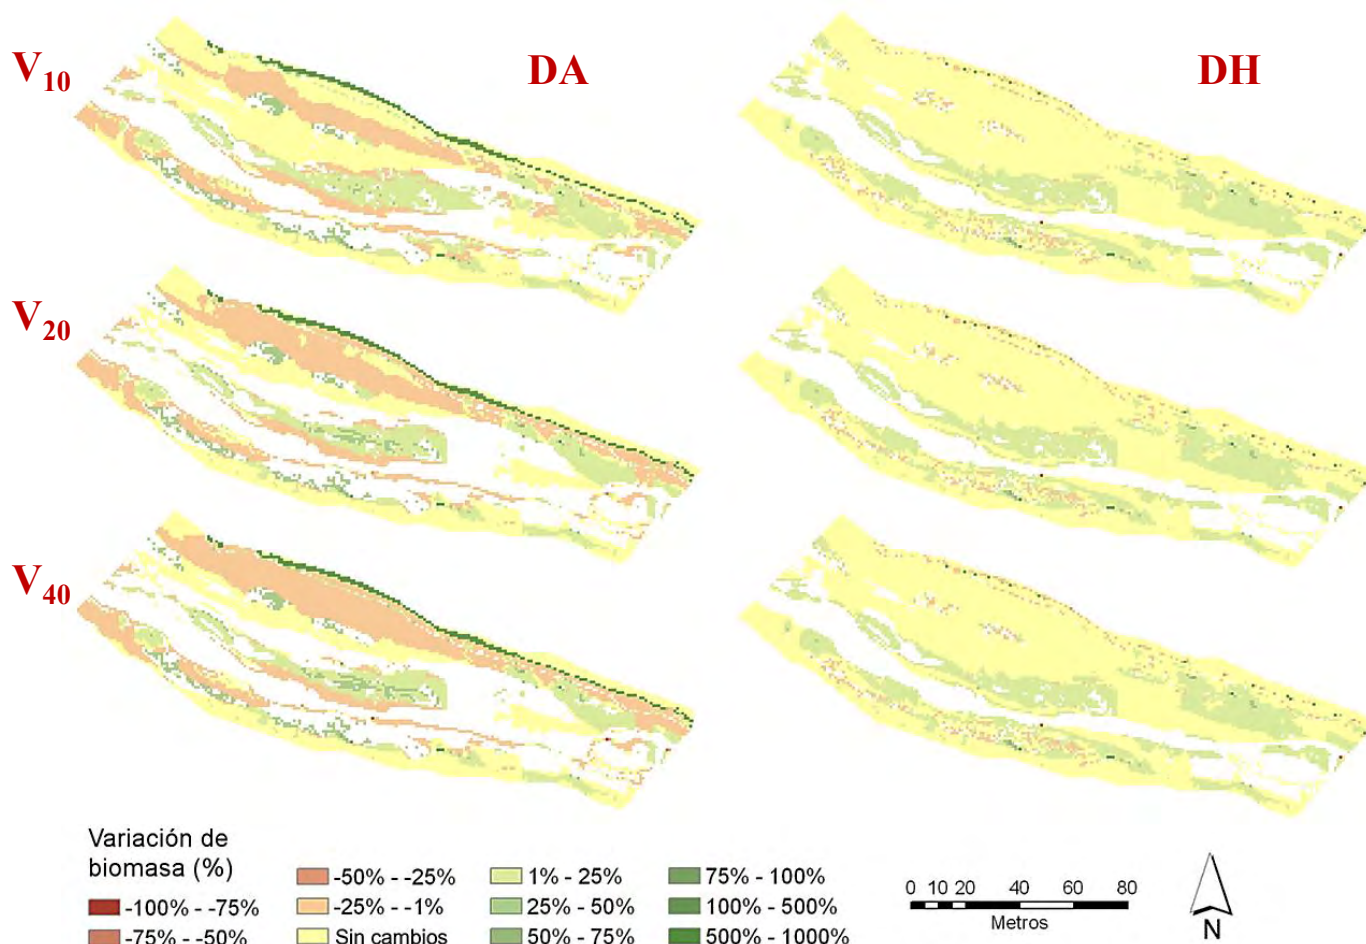 V10 DA DH
V20
V40
Variación de
biomasa (%)
-100% - -75%
-75% - -50%
-50% - -25%
-25% - -1%
Sin cambios
1% - 25%
25% - 50%
50% - 75%
75% - 100%
100% - 500%
500% - 1000%
0 10 20 40 60 80
Metros
N